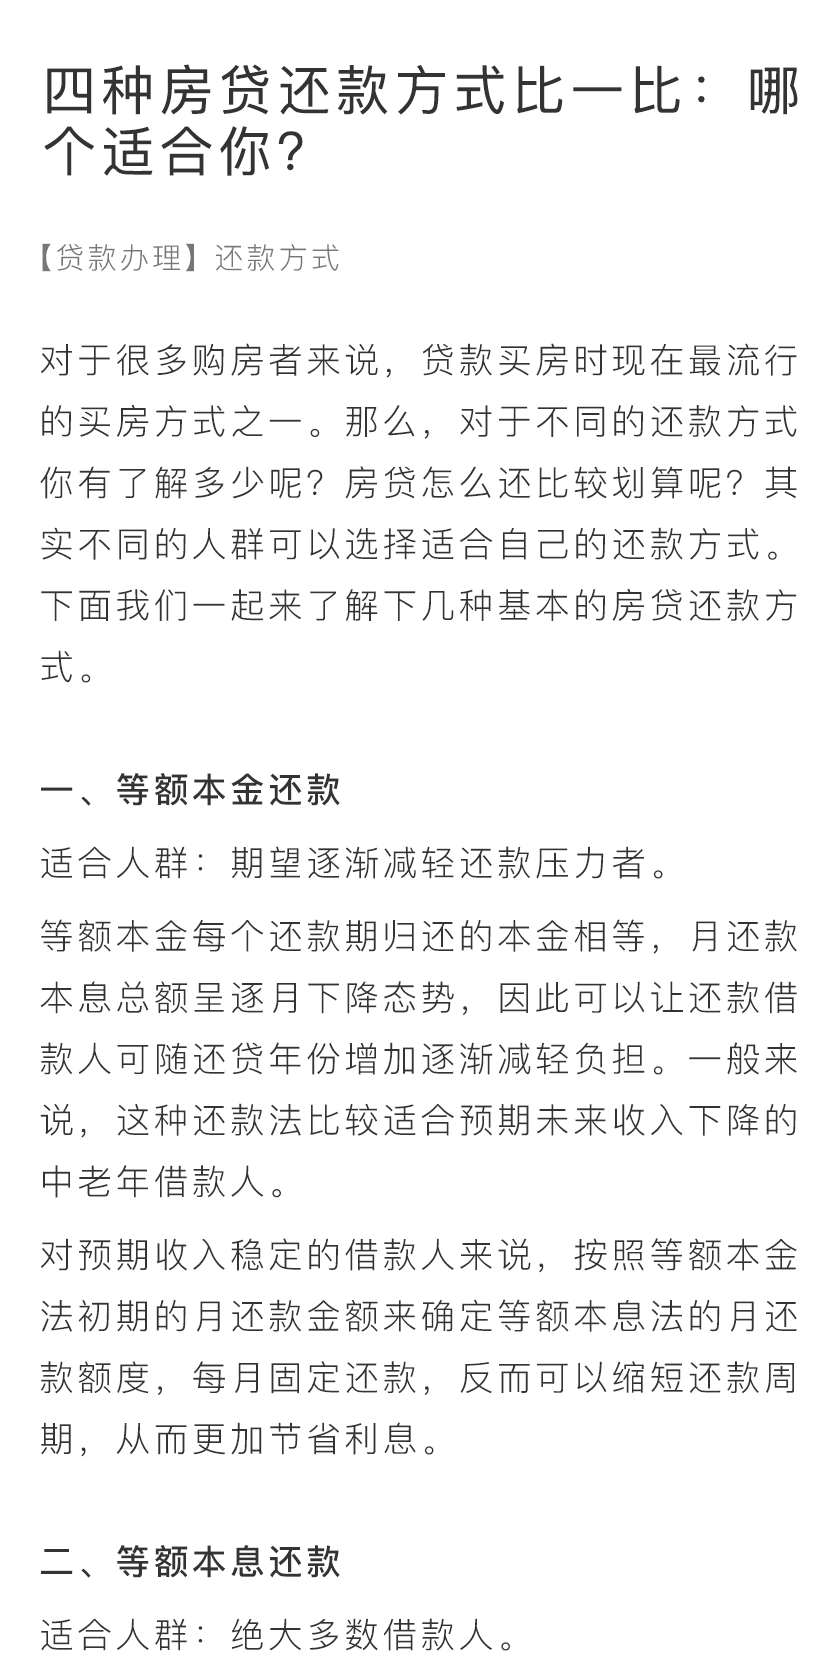 四种房贷还款方式比一比：哪
个适合你?
【贷款办理】还款方式
对于很多购房者来说，贷款买房时现在最流行
的买房方式之一。那么，对于不同的还款方式
你有了解多少呢？房贷怎么还比较划算呢？其
实不同的人群可以选择适合自己的还款方式。
下面我们一起来了解下几种基本的房贷还款方
式。
一、等额本金还款
适合人群：期望逐渐减轻还款压力者。
等额本金每个还款期归还的本金相等，月还款
本息总额呈逐月下降态势，因此可以让还款借
款人可随还贷年份增加逐渐减轻负担。一般来
说，这种还款法比较适合预期未来收入下降的
中老年借款人。
对预期收入稳定的借款人来说，按照等额本金
法初期的月还款金额来确定等额本息法的月还
款额度，每月固定还款，反而可以缩短还款周
期，从而更加节省利息。
二、等额本息还款
适合人群：绝大多数借款人。